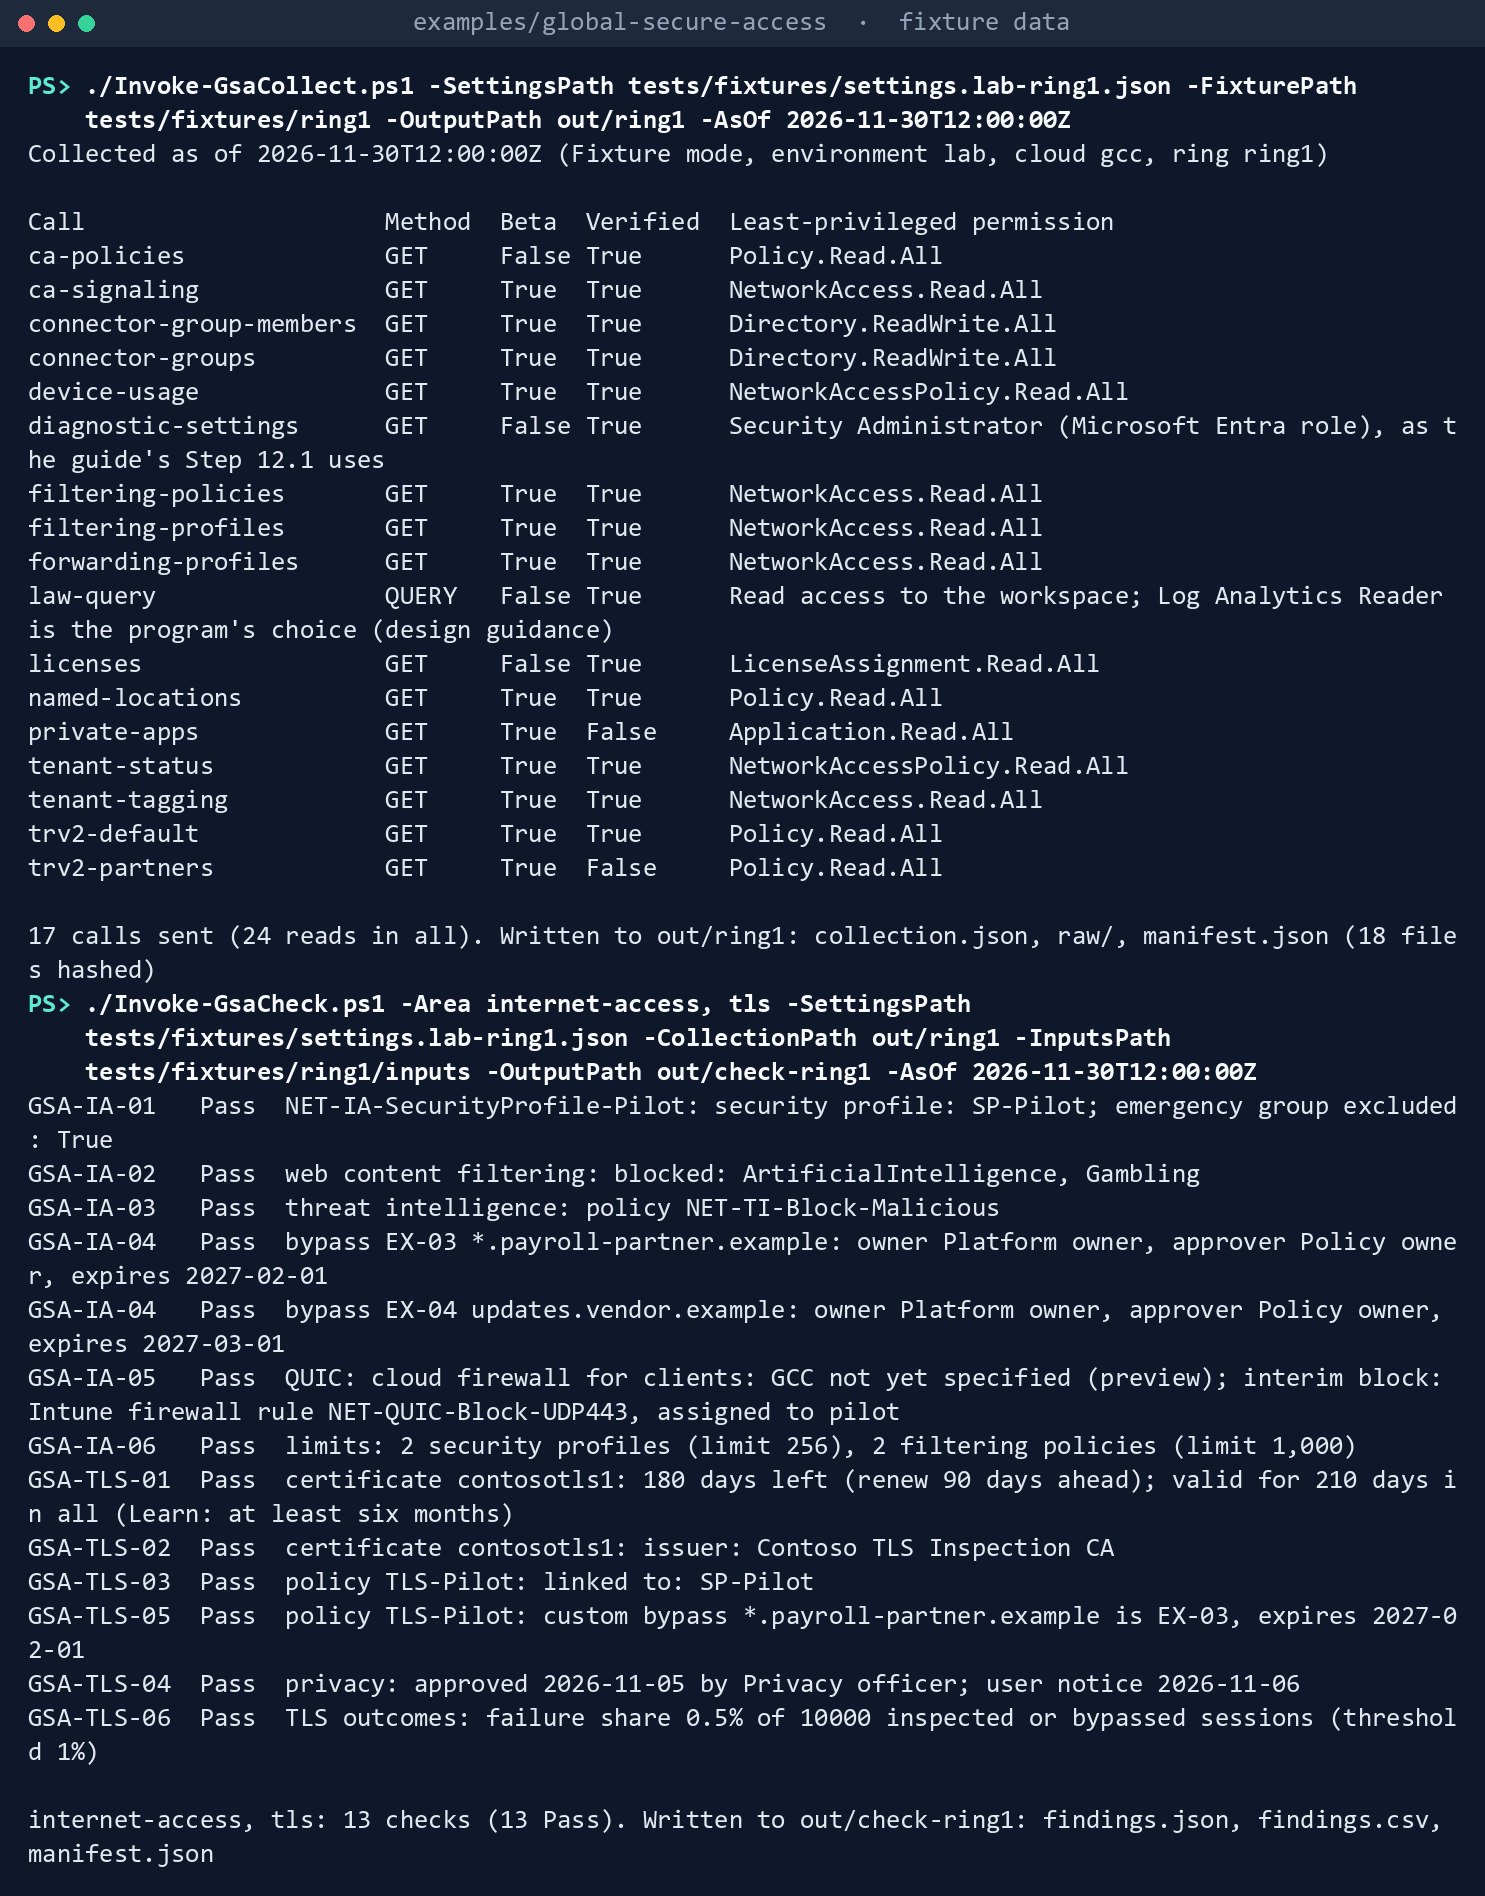 examples/global-secure-access · fixture data
PS> ./Invoke-GsaCollect.ps1 -SettingsPath tests/fixtures/settings.lab-ring1.json -FixturePath
tests/fixtures/ring1 -OutputPath out/ring1 -AsOf 2026-11-30T12:00:00Z
Collected as of 2026-11-30T12:00:00Z (Fixture mode, environment lab, cloud gcc, ring ring1)
Call Method Beta Verified Least-privileged permission
ca-policies GET False True Policy.Read.All
ca-signaling GET True True NetworkAccess.Read.All
connector-group-members GET True True Directory.ReadWrite.All
connector-groups GET True True Directory.ReadWrite.All
device-usage GET True True NetworkAccessPolicy.Read.All
diagnostic-settings GET False True Security Administrator (Microsoft Entra role), as t
he guide's Step 12.1 uses
filtering-policies GET True True NetworkAccess.Read.All
filtering-profiles GET True True NetworkAccess.Read.All
forwarding-profiles GET True True NetworkAccess.Read.All
law-query QUERY False True Read access to the workspace; Log Analytics Reader
is the program's choice (design guidance)
licenses GET False True LicenseAssignment.Read.All
named-locations GET True True Policy.Read.All
private-apps GET True False Application.Read.All
tenant-status GET True True NetworkAccessPolicy.Read.All
tenant-tagging GET True True NetworkAccess.Read.All
trv2-default GET True True Policy.Read.All
trv2-partners GET True False Policy.Read.All
17 calls sent (24 reads in all). Written to out/ring1: collection.json, raw/, manifest.json (18 file
s hashed)
PS> ./Invoke-GsaCheck.ps1 -Area internet-access, tls -SettingsPath
tests/fixtures/settings.lab-ring1.json -CollectionPath out/ring1 -InputsPath
tests/fixtures/ring1/inputs -OutputPath out/check-ring1 -AsOf 2026-11-30T12:00:00Z
GSA-IA-01 Pass NET-IA-SecurityProfile-Pilot: security profile: SP-Pilot; emergency group excluded
: True
GSA-IA-02 Pass web content filtering: blocked: ArtificialIntelligence, Gambling
GSA-IA-03 Pass threat intelligence: policy NET-TI-Block-Malicious
GSA-IA-04 Pass bypass EX-03 *.payroll-partner.example: owner Platform owner, approver Policy owne
r, expires 2027-02-01
GSA-IA-04 Pass bypass EX-04 updates.vendor.example: owner Platform owner, approver Policy owner,
expires 2027-03-01
GSA-IA-05 Pass QUIC: cloud firewall for clients: GCC not yet specified (preview); interim block:
Intune firewall rule NET-QUIC-Block-UDP443, assigned to pilot
GSA-IA-06 Pass limits: 2 security profiles (limit 256), 2 filtering policies (limit 1,000)
GSA-TLS-01 Pass certificate contosotls1: 180 days left (renew 90 days ahead); valid for 210 days i
n all (Learn: at least six months)
GSA-TLS-02 Pass certificate contosotls1: issuer: Contoso TLS Inspection CA
GSA-TLS-03 Pass policy TLS-Pilot: linked to: SP-Pilot
GSA-TLS-05 Pass policy TLS-Pilot: custom bypass *.payroll-partner.example is EX-03, expires 2027-0
2-01
GSA-TLS-04 Pass privacy: approved 2026-11-05 by Privacy officer; user notice 2026-11-06
GSA-TLS-06 Pass TLS outcomes: failure share 0.5% of 10000 inspected or bypassed sessions (threshol
d 1%)
internet-access, tls: 13 checks (13 Pass). Written to out/check-ring1: findings.json, findings.csv,
manifest.json